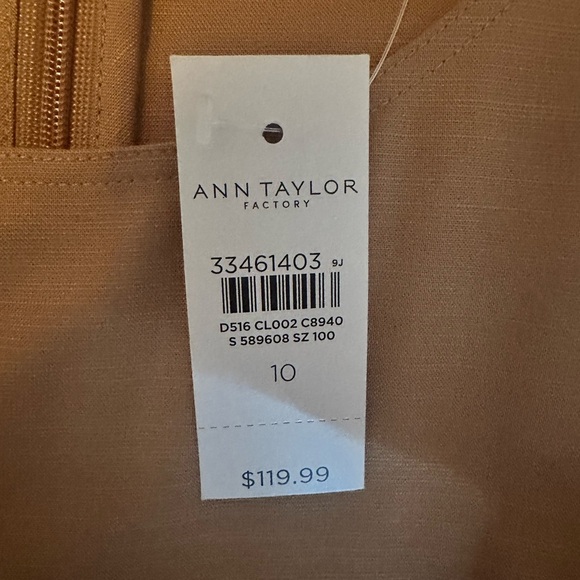 ANN TAYLOR
FACTORY
33461403 9J
D516 CL002 C8940
S 589608 SZ 100
10
$119.99